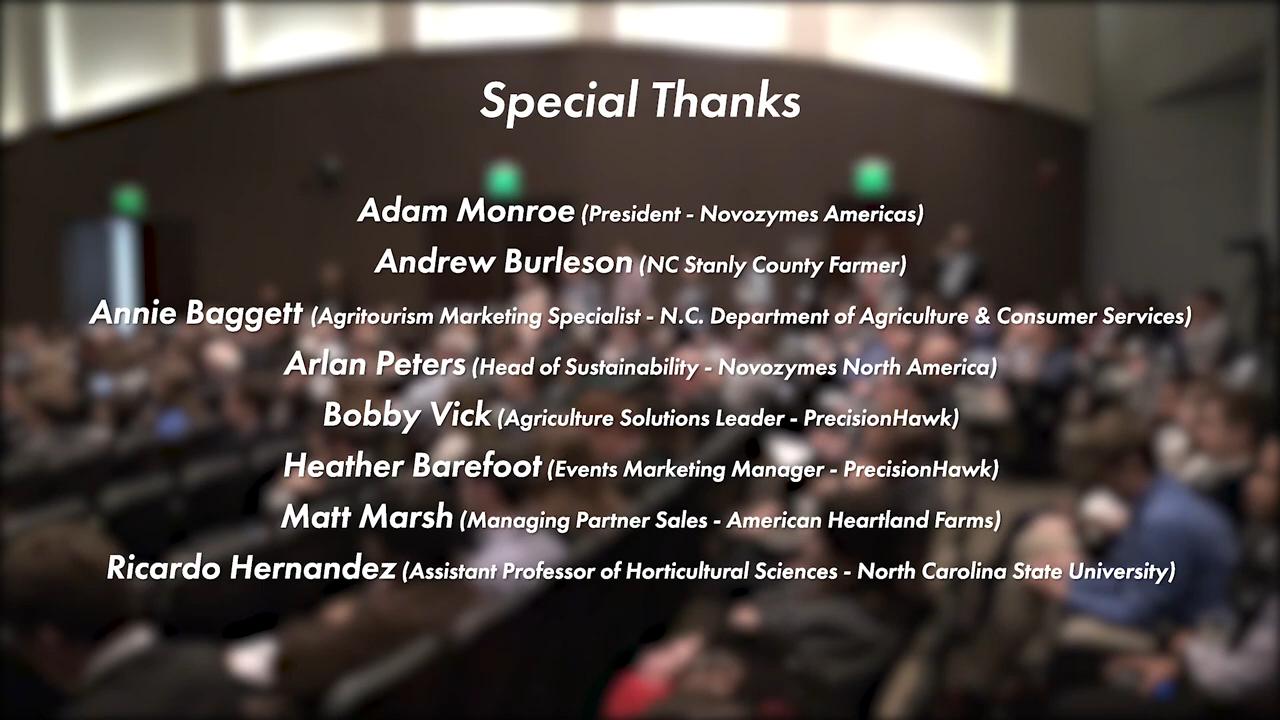 Special Thanks
Adam Monroe (President - Novozymes Americas)
Andrew Burleson (NC Stanly County Farmer)
Annie Baggett (Agritourism Marketing Specialist - N.C. Department of Agriculture & Consumer Services)
Arlan Peters (Head of Sustainability - Novozymes North America)
Bobby Vick (Agriculture Solutions Leader - PrecisionHawk)
Heather Barefoot (Events Marketing Manager - PrecisionHawk)
Matt Marsh (Managing Partner Sales - American Heartland Farms)
Ricardo Hernandez (Assistant Professor of Horticultural Sciences - North Carolina State University)